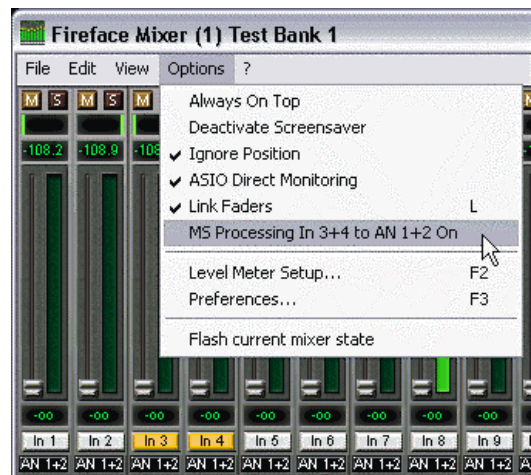 Fireface Mixer (1) Test Bank 1
File Edit View Options ?
M S M S M
-108.2 -108.9 -108
Always On Top
Deactivate Screensaver
Ignore Position
ASIO Direct Monitoring
Link Faders L
MS Processing In 3+4 to AN 1+2 On
Level Meter Setup... F2
Preferences... F3
Flash current mixer state
-oo -oo -oo -oo -oo -oo -oo -oo -oo
In 1 In 2 In 3 In 4 In 5 In 6 In 7 In 8 In 9
AN 1+2 AN 1+2 AN 1+2 AN 1+2 AN 1+2 AN 1+2 AN 1+2 AN 1+2 AN 1+2